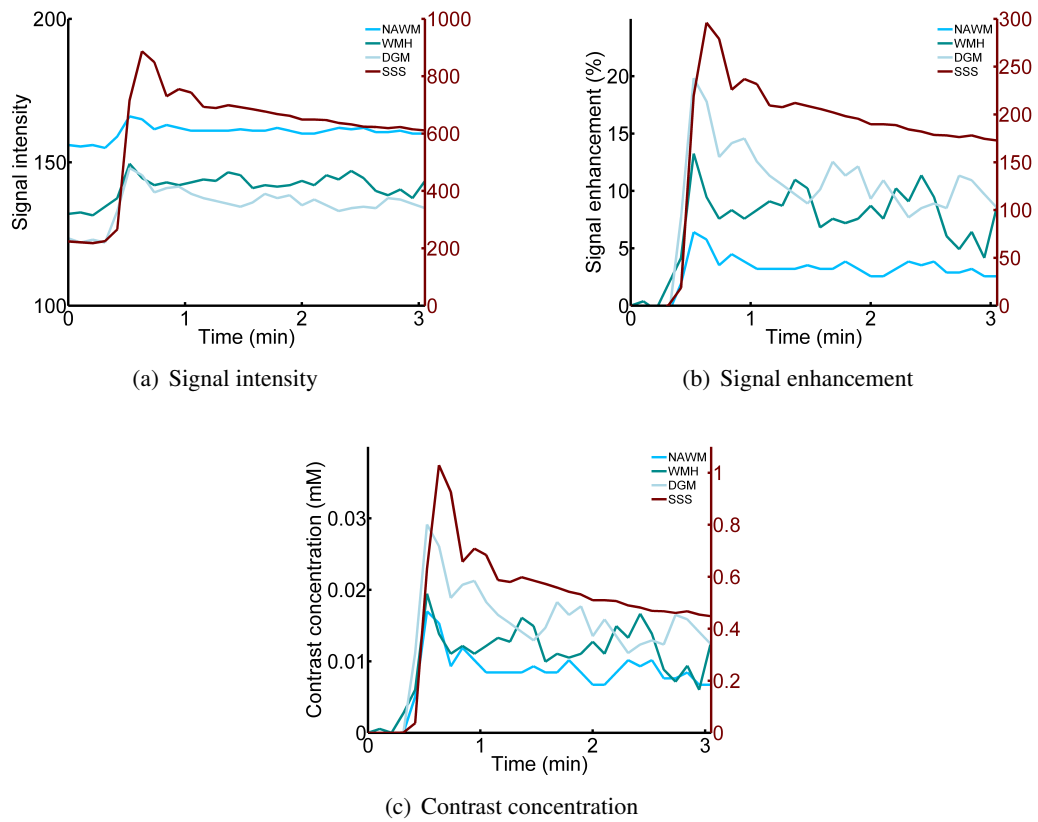 200
1000
NAWM
WMH
DGM
SSS
800
150
600
400
200
100
0
0
1
2
3
Signal intensity
Time (min)
(a) Signal intensity
300
NAWM
WMH
DGM
SSS
250
20
200
15
150
10
100
5
50
0
0
0
1
2
3
Signal enhancement (%)
Time (min)
(b) Signal enhancement
NAWM
WMH
DGM
SSS
1
0.8
0.03
0.6
0.02
0.4
0.01
0.2
0
0
0
1
2
3
Contrast concentration (mM)
Time (min)
(c) Contrast concentration